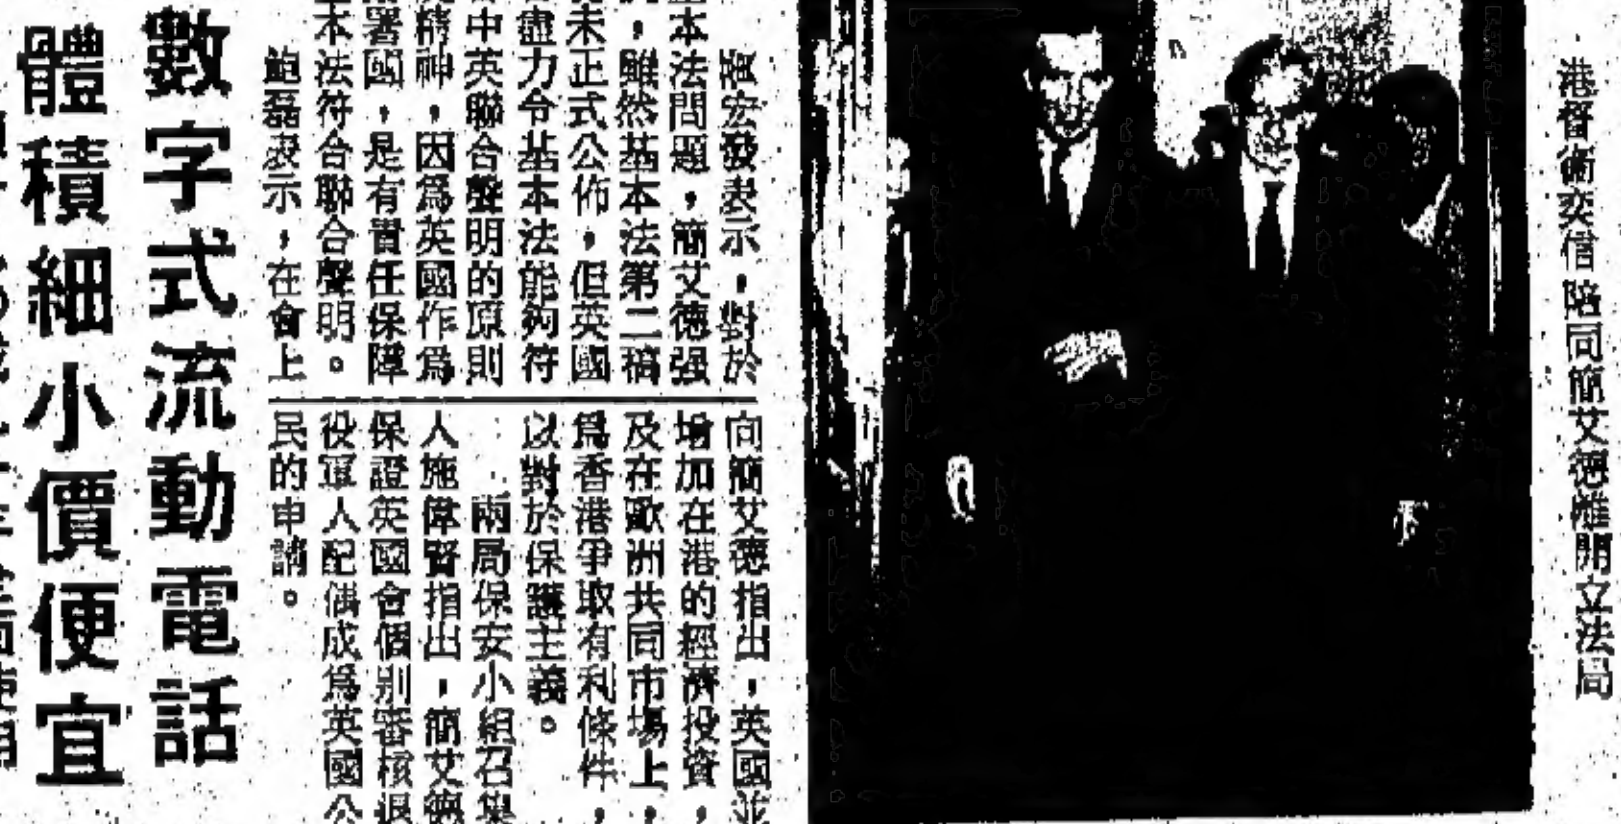 港督衞奕信陪同簡艾德離開立法局
宏發表示，對於
本法問題，簡艾德强
，雖然基本法第二稿
未正式公佈，但英國
盡力令基本法能夠符
中英聯合聲明的原則
精神，因為英國作為
署國，是有責任保障
本法符合聯合聲明。
鮑磊表示，在會上
向簡艾德指出，英國並
增加在港的經濟投資，
及在歐洲共同市場上，
為香港爭取有利條件，
以對於保護主義。
兩局保安小組召集
人施偉賢指出，簡艾德
保證英國會個別審核退
役軍人配偶成為英國公
民的申請。
數字式流動電話
體積細小價便宜